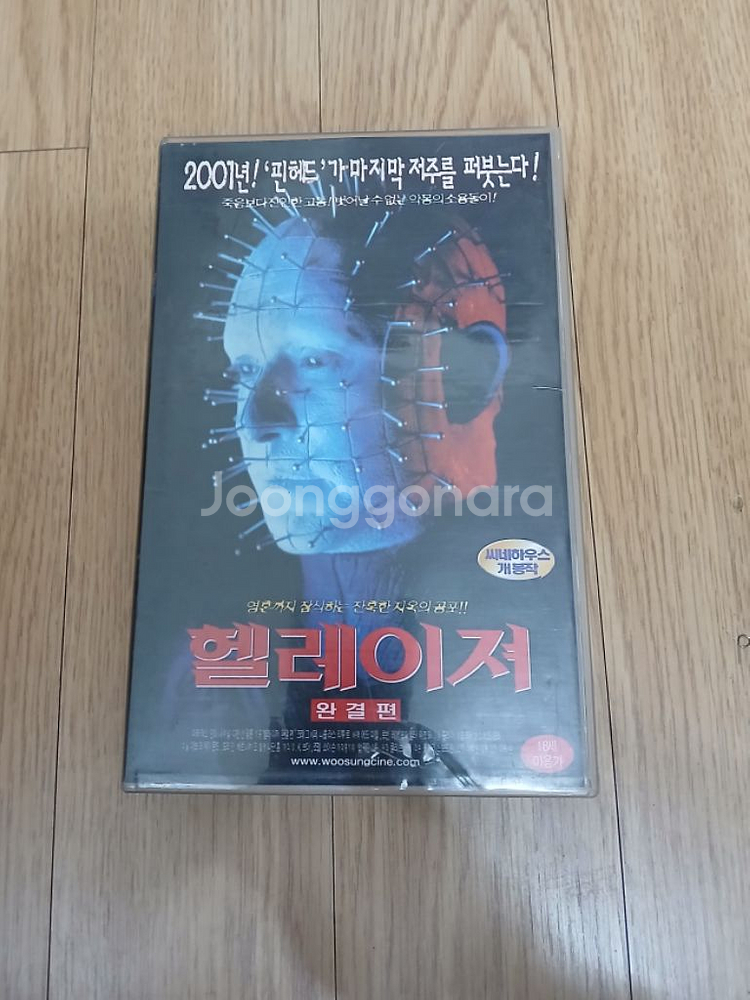 2001년! '핀헤드'가 마지막 저주를 퍼붓는다!
죽음보다 잔인한 고통! 벗어날 수 없는 악몽의 소용돌이!
Joonggonara
씨네하우스
개봉작
영혼까지 잠식하는 잔혹한 지옥의 공포!!
헬레이저
완결편
www.woosungcine.com
18세
이용가